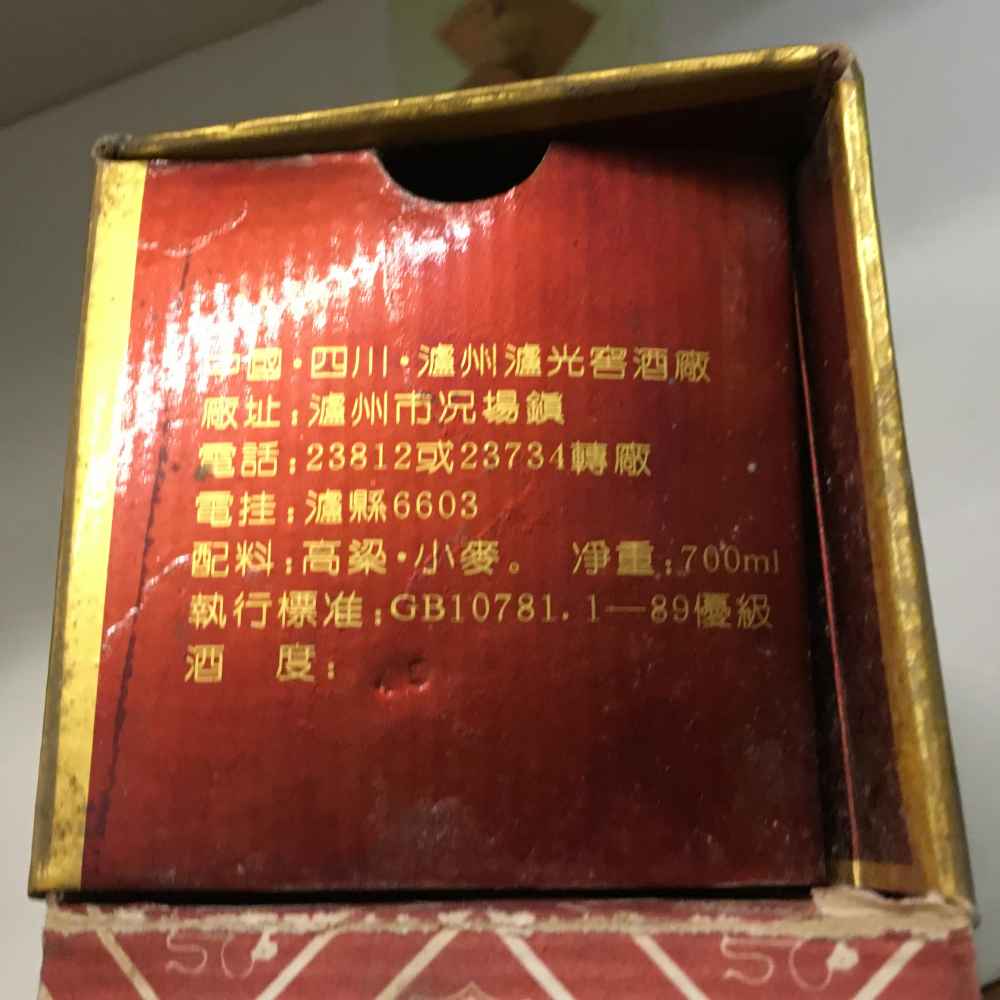 中國·四川·瀘州瀘光窖酒廠
廠址:瀘州市况場鎮
電話:23812或23734轉廠
電挂:瀘縣6603
配料:高粱·小麥。 净重:700ml
執行標准:GB10781.1—89優級
酒 度: